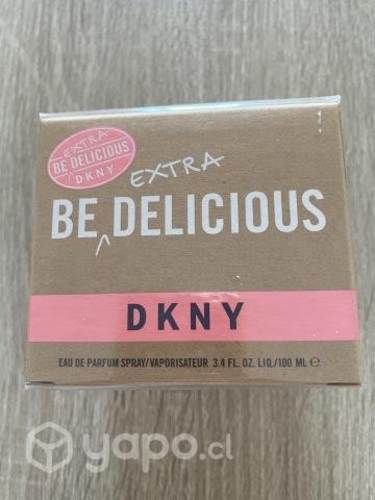 EXTRA
BE DELICIOUS
DKNY
EXTRA
BE DELICIOUS
DKNY
EAU DE PARFUM SPRAY/VAPORISATEUR 3.4 FL. OZ. LIQ./100 ML ℮
yapo.cl